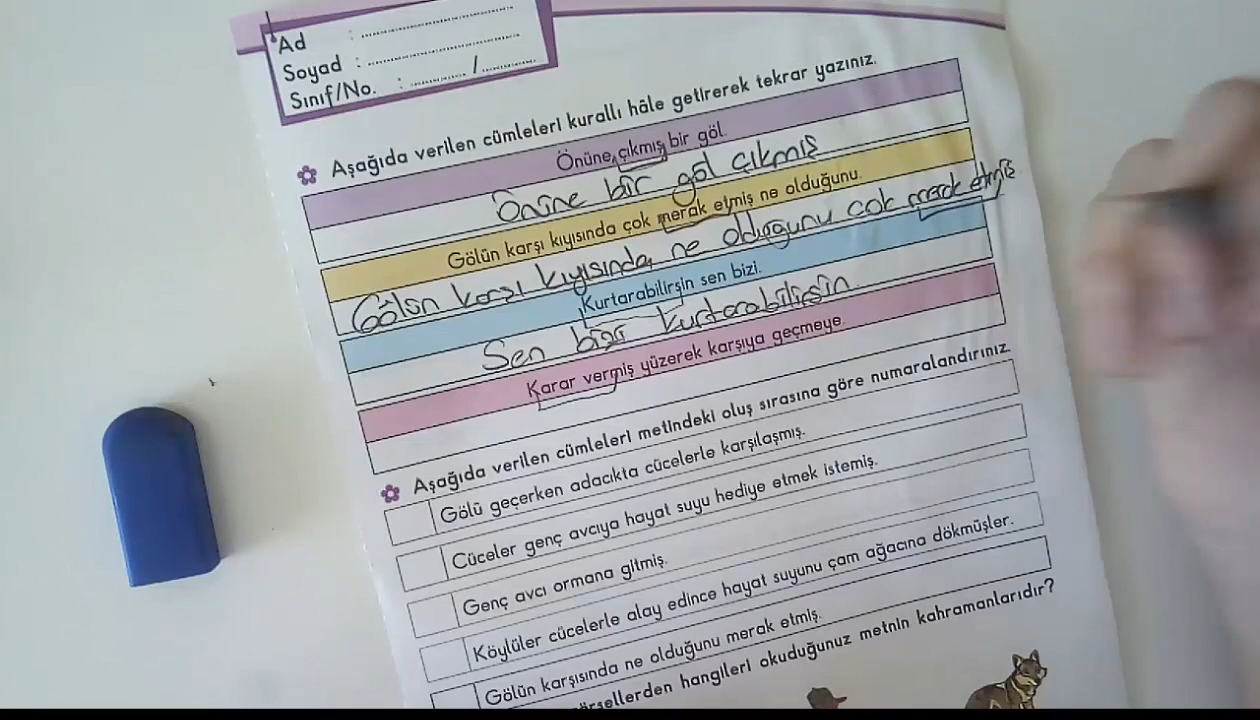 Ad : ............................
Soyad : ............................
Sınıf/No. : .......... / ..........
Aşağıda verilen cümleleri kurallı hâle getirerek tekrar yazınız.
Önüne çıkmış bir göl.
Önüne bir göl çıkmış
Gölün karşı kıyısında çok merak etmiş ne olduğunu.
Gölün karşı kıyısında ne olduğunu çok merak etmiş
Kurtarabilirsin sen bizi.
Sen bizi kurtarabilirsin
Karar vermiş yüzerek karşıya geçmeye.
Aşağıda verilen cümleleri metindeki oluş sırasına göre numaralandırınız.
Gölü geçerken adacıkta cücelerle karşılaşmış.
Cüceler genç avcıya hayat suyu hediye etmek istemiş.
Genç avcı ormana gitmiş.
Köylüler cücelerle alay edince hayat suyunu çam ağacına dökmüşler.
Gölün karşısında ne olduğunu merak etmiş.
hangileri okuduğunuz metnin kahramanlarıdır?